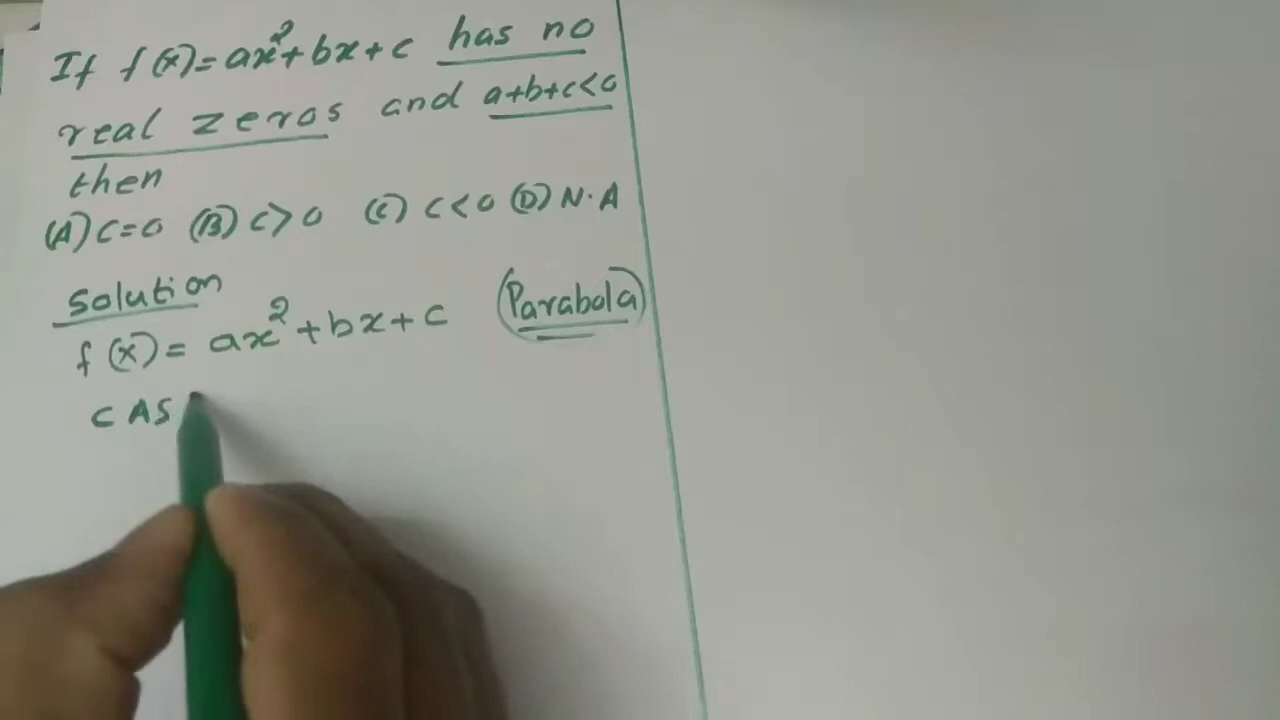 If f(x)=ax²+bx+c has no
real zeros and a+b+c<0
then
(A) C=0 (B) C>0 (C) C<0 (D) N.A
Solution
f(x)= ax²+bx+c (Parabola)
CAS